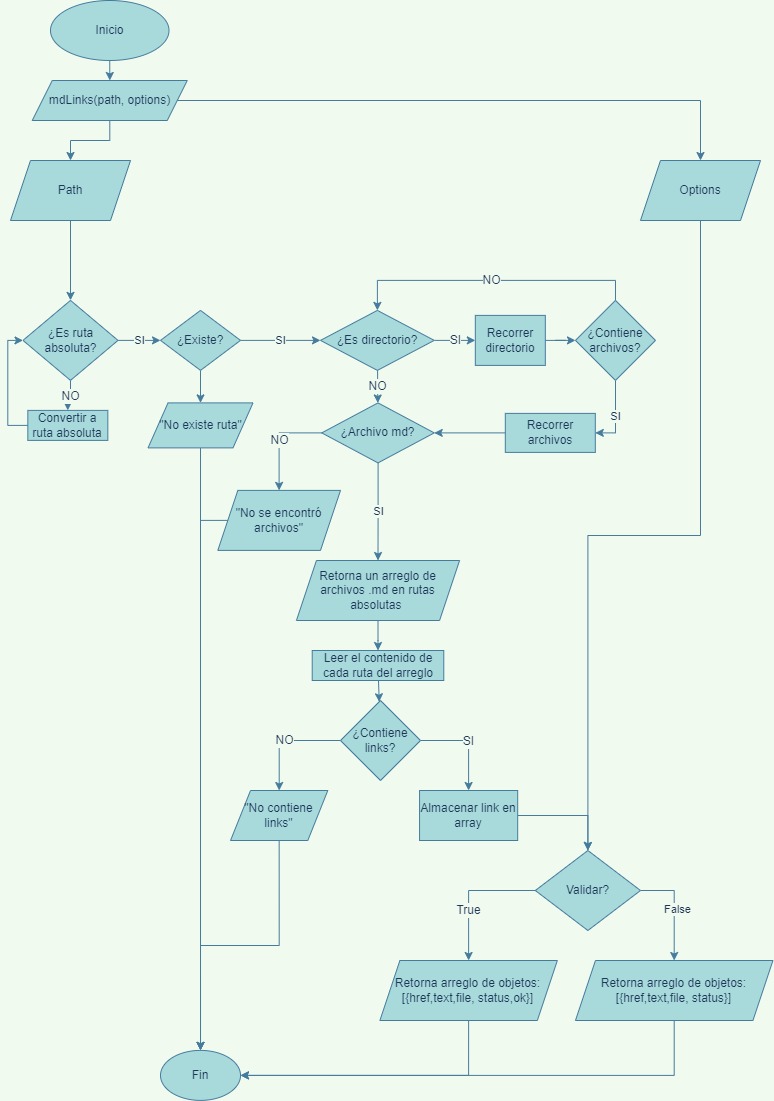 Inicio
mdLinks(path, options)
Path
Options
NO
¿Es ruta
absoluta?
SI
¿Existe?
SI
¿Es directorio?
SI
Recorrer
directorio
¿Contiene
archivos?
NO
NO
SI
Convertir a
ruta absoluta
"No existe ruta"
¿Archivo md?
Recorrer
archivos
NO
"No se encontró
archivos"
SI
Retorna un arreglo de
archivos .md en rutas
absolutas
Leer el contenido de
cada ruta del arreglo
¿Contiene
links?
NO
SI
"No contiene
links"
Almacenar link en
array
Validar?
True
False
Retorna arreglo de objetos:
[{href,text,file, status,ok}]
Retorna arreglo de objetos:
[{href,text,file, status}]
Fin